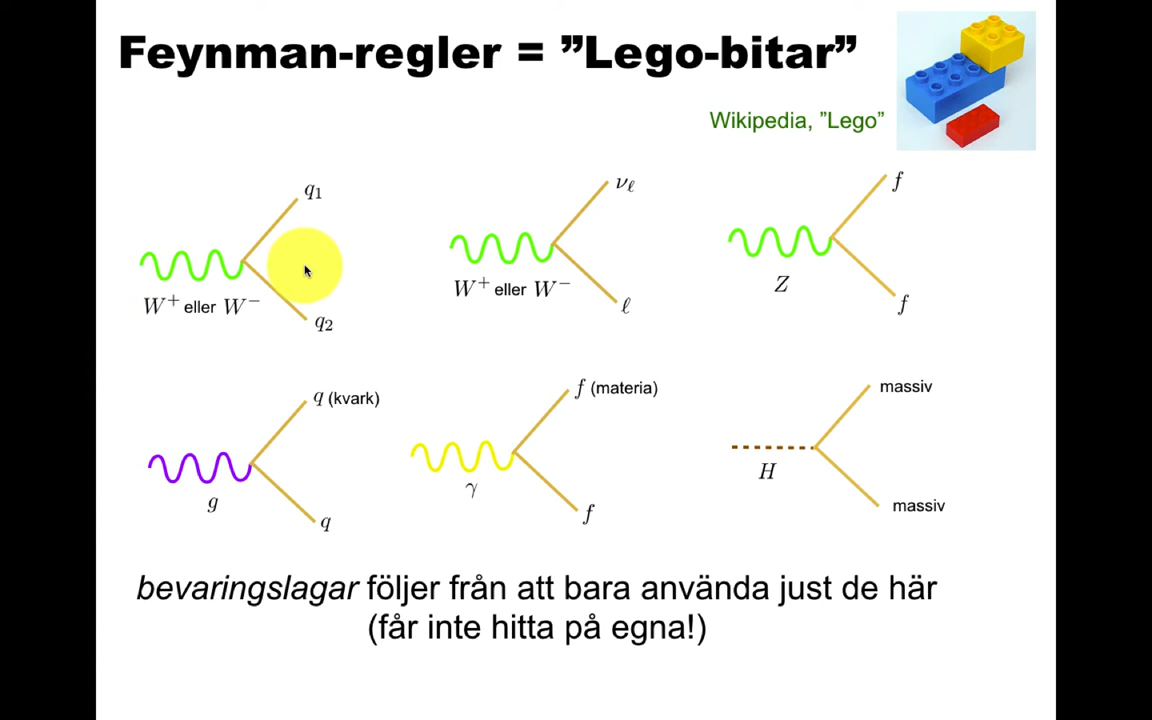 Feynman-regler = ”Lego-bitar”
Wikipedia, ”Lego”
q₁
W⁺ eller W⁻
q₂
νℓ
W⁺ eller W⁻
ℓ
f
Z
f
q (kvark)
g
q
f (materia)
γ
f
massiv
H
massiv
bevaringslagar följer från att bara använda just de här
(får inte hitta på egna!)